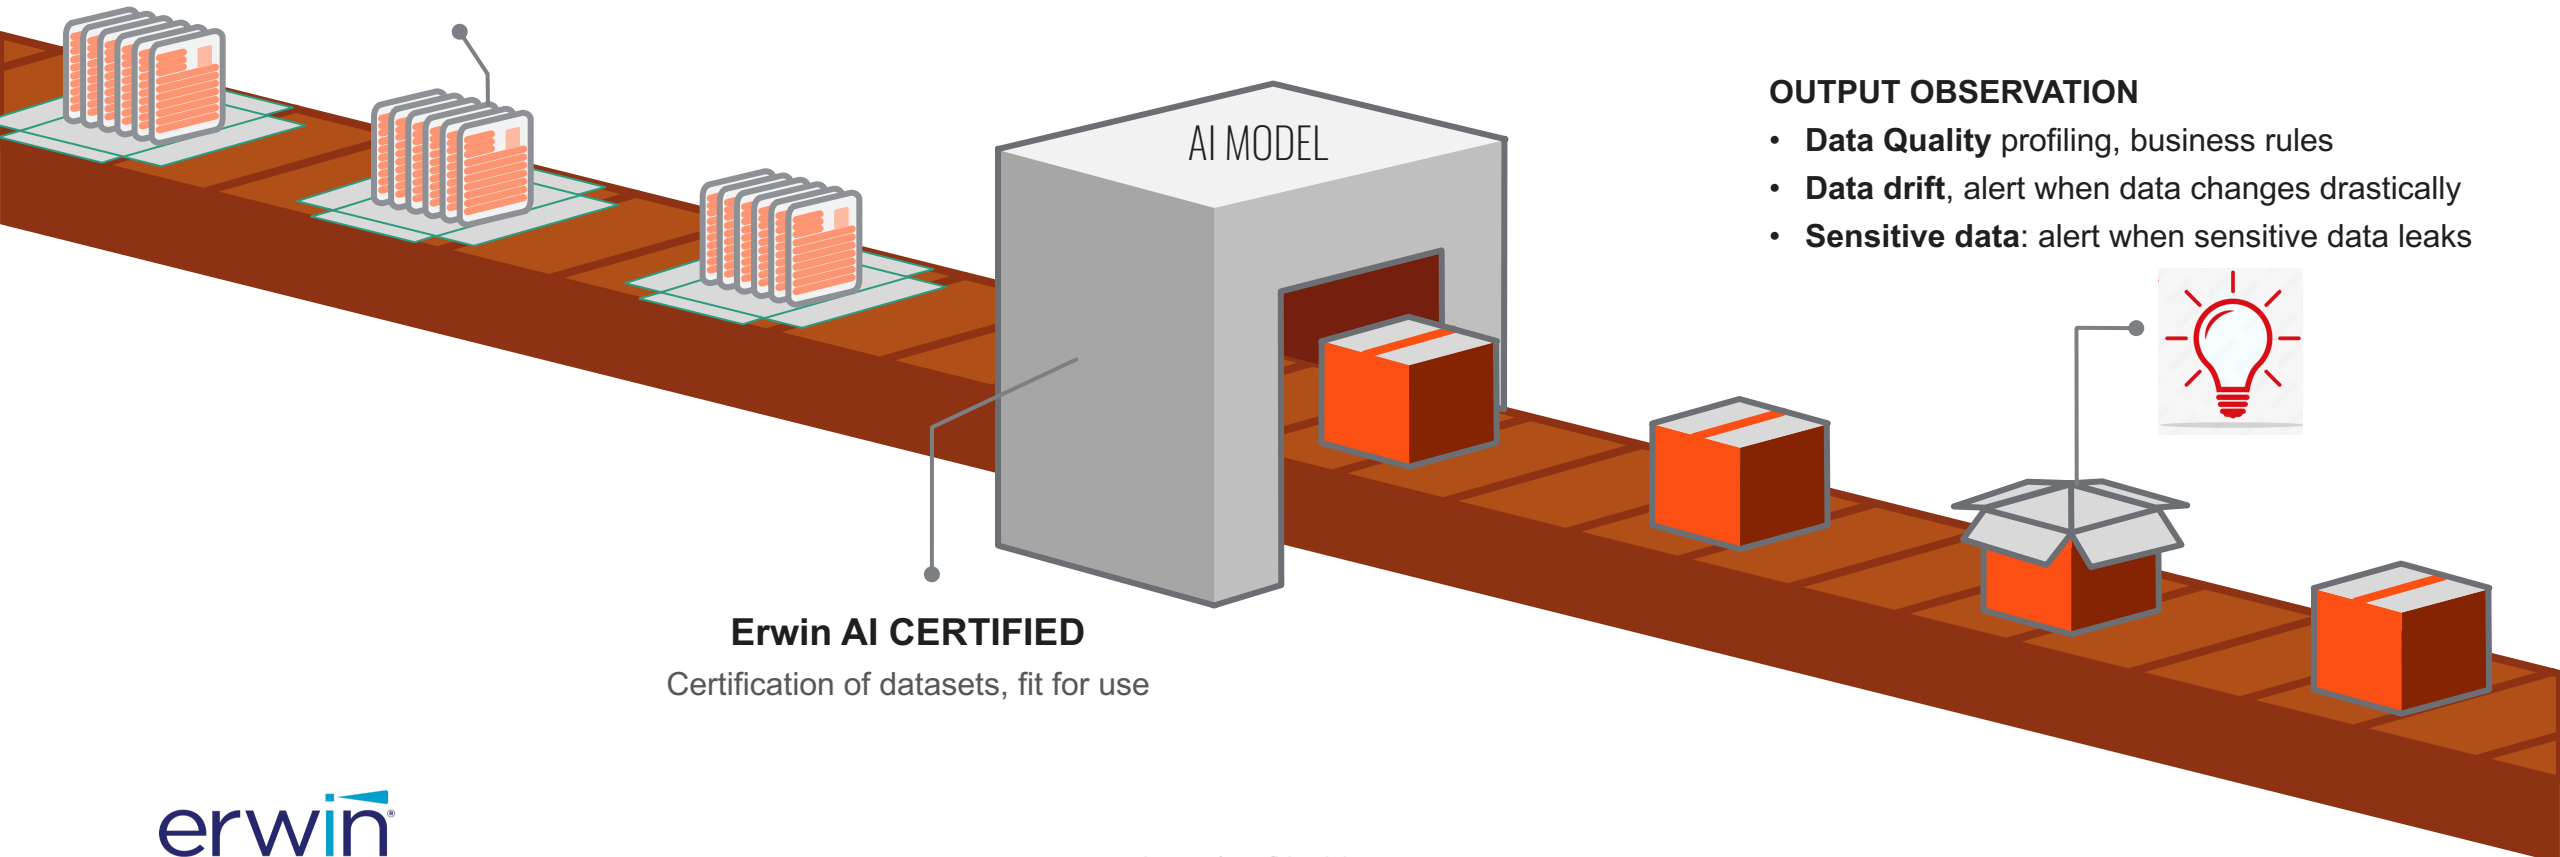 AI MODEL
OUTPUT OBSERVATION
• Data Quality profiling, business rules
• Data drift, alert when data changes drastically
• Sensitive data: alert when sensitive data leaks
Erwin AI CERTIFIED
Certification of datasets, fit for use
erwin®